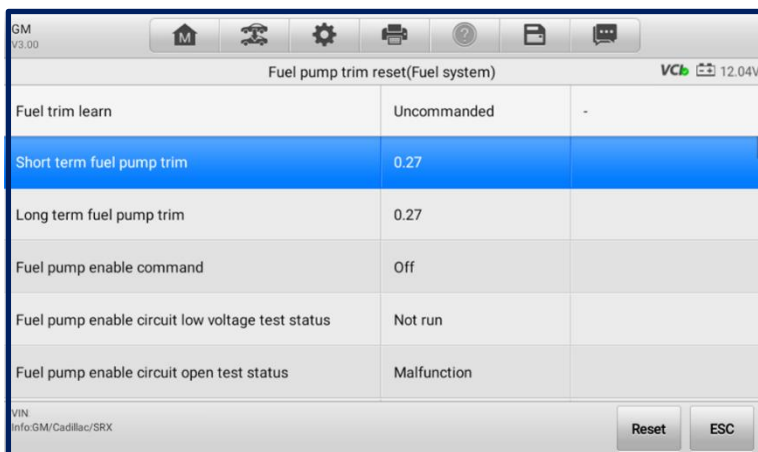 GM
V3.00
M
?
Fuel pump trim reset(Fuel system)
VCb 12.04V
Fuel trim learn Uncommanded -
Short term fuel pump trim 0.27
Long term fuel pump trim 0.27
Fuel pump enable command Off
Fuel pump enable circuit low voltage test status Not run
Fuel pump enable circuit open test status Malfunction
VIN
Info:GM/Cadillac/SRX
Reset ESC